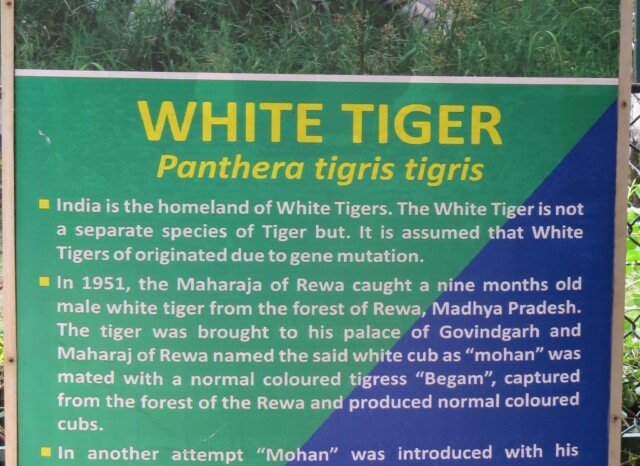 WHITE TIGER
Panthera tigris tigris
India is the homeland of White Tigers. The White Tiger is not
a separate species of Tiger but. It is assumed that White
Tigers of originated due to gene mutation.
In 1951, the Maharaja of Rewa caught a nine months old
male white tiger from the forest of Rewa, Madhya Pradesh.
The tiger was brought to his palace of Govindgarh and
Maharaj of Rewa named the said white cub as “mohan” was
mated with a normal coloured tigress “Begam”, captured
from the forest of the Rewa and produced normal coloured
cubs.
In another attempt “Mohan” was introduced with his